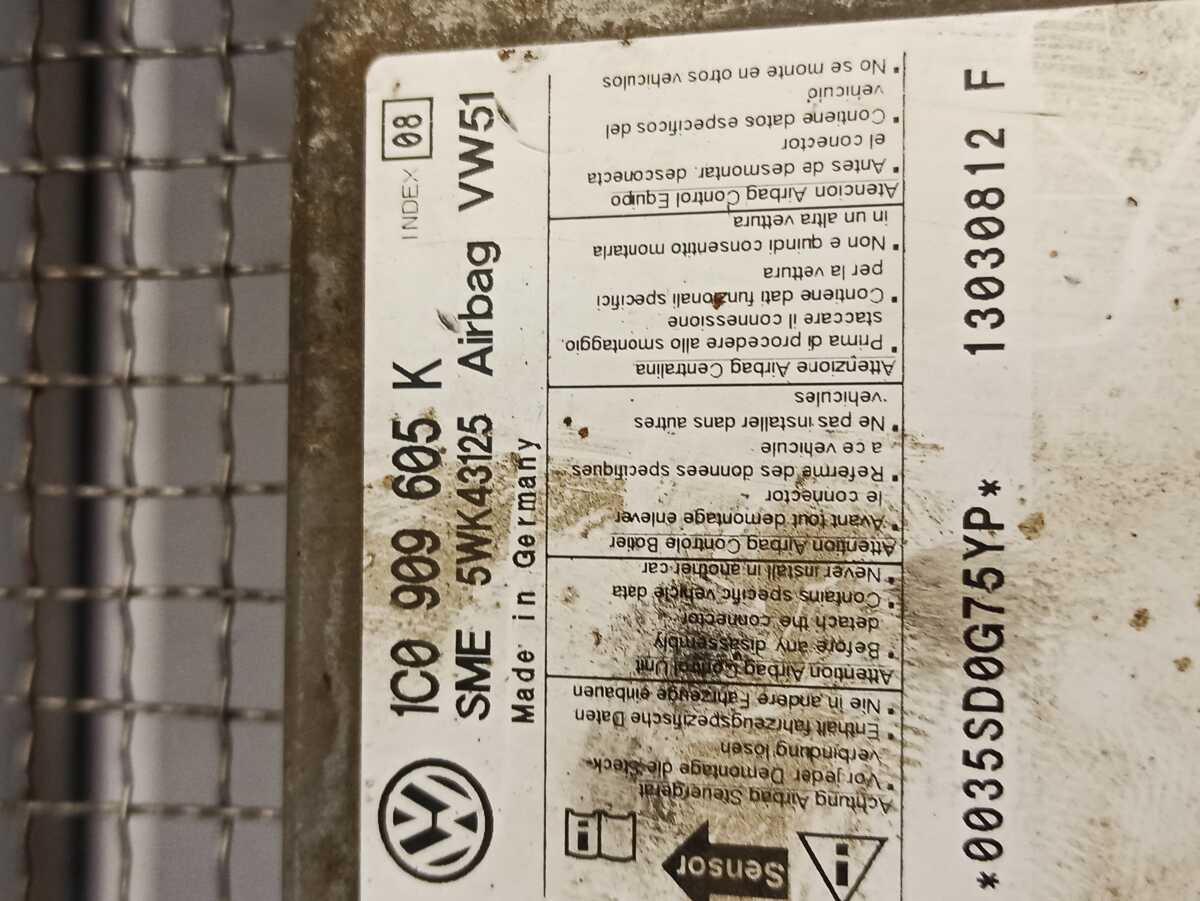 1C0 909 605 K
INDEX 08
SME 5WK43125 Airbag VW51
Made in Germany
Sensor
Achtung Airbag Steuergerät
• Vor jeder Demontage die Steck-
verbindung lösen
• Enthält fahrzeugspezifische Daten
• Nie in andere Fahrzeuge einbauen
Attention Airbag Control Unit
• Before any disassembly
detach the connector
• Contains specific vehicle data
• Never install in another car
Attention Airbag Controle Botier
• Avant tout demontage enlever
le connector
• Referme des donnees specifiques
a ce vehicule
• Ne pas installer dans autres
vehicules
Attenzione Airbag Centralina
• Prima di procedere allo smontaggio.
staccare il connessione
• Contiene dati funzionali specifici
per la vettura
• Non e quindi consentito montarla
in un altra vettura
Atencion Airbag Control Equipo
• Antes de desmontar, desconecta
el conector
• Contiene datos especificos del
vehiculo
• No se monte en otros vehiculos
*0035SD0G75YP* 13030812 F